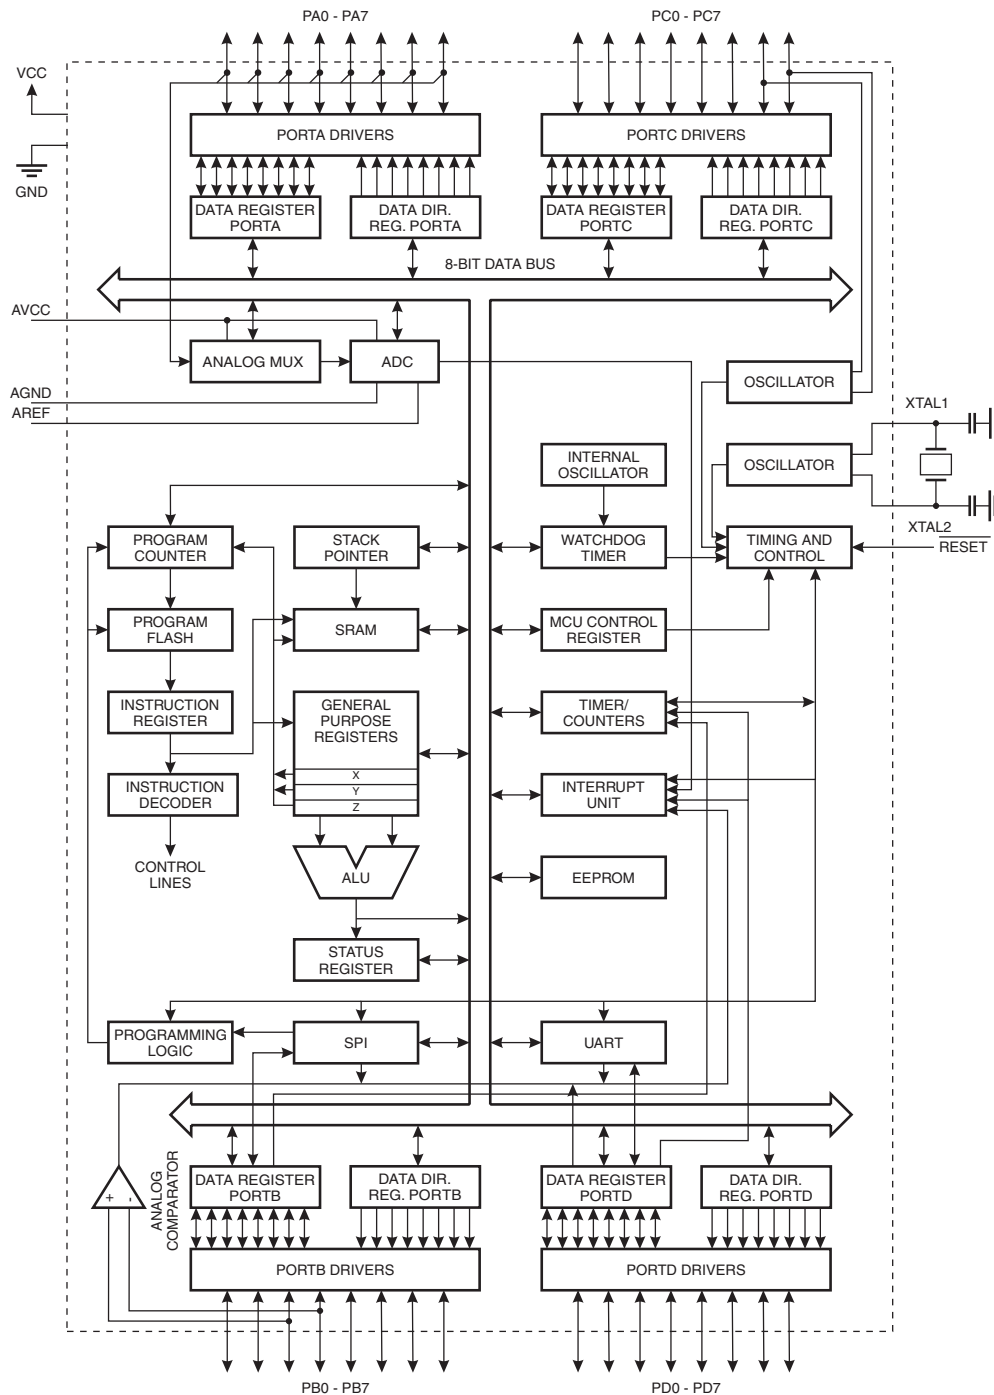 PA0 - PA7
PC0 - PC7
VCC
GND
PORTA DRIVERS
PORTC DRIVERS
DATA REGISTER
PORTA
DATA DIR.
REG. PORTA
DATA REGISTER
PORTC
DATA DIR.
REG. PORTC
8-BIT DATA BUS
AVCC
ANALOG MUX
ADC
AGND
AREF
OSCILLATOR
XTAL1
INTERNAL
OSCILLATOR
OSCILLATOR
XTAL2
PROGRAM
COUNTER
STACK
POINTER
WATCHDOG
TIMER
TIMING AND
CONTROL
RESET
PROGRAM
FLASH
SRAM
MCU CONTROL
REGISTER
INSTRUCTION
REGISTER
GENERAL
PURPOSE
REGISTERS
X
Y
Z
TIMER/
COUNTERS
INSTRUCTION
DECODER
INTERRUPT
UNIT
CONTROL
LINES
ALU
EEPROM
STATUS
REGISTER
PROGRAMMING
LOGIC
SPI
UART
+
-
ANALOG
COMPARATOR
DATA REGISTER
PORTB
DATA DIR.
REG. PORTB
DATA REGISTER
PORTD
DATA DIR.
REG. PORTD
PORTB DRIVERS
PORTD DRIVERS
PB0 - PB7
PD0 - PD7